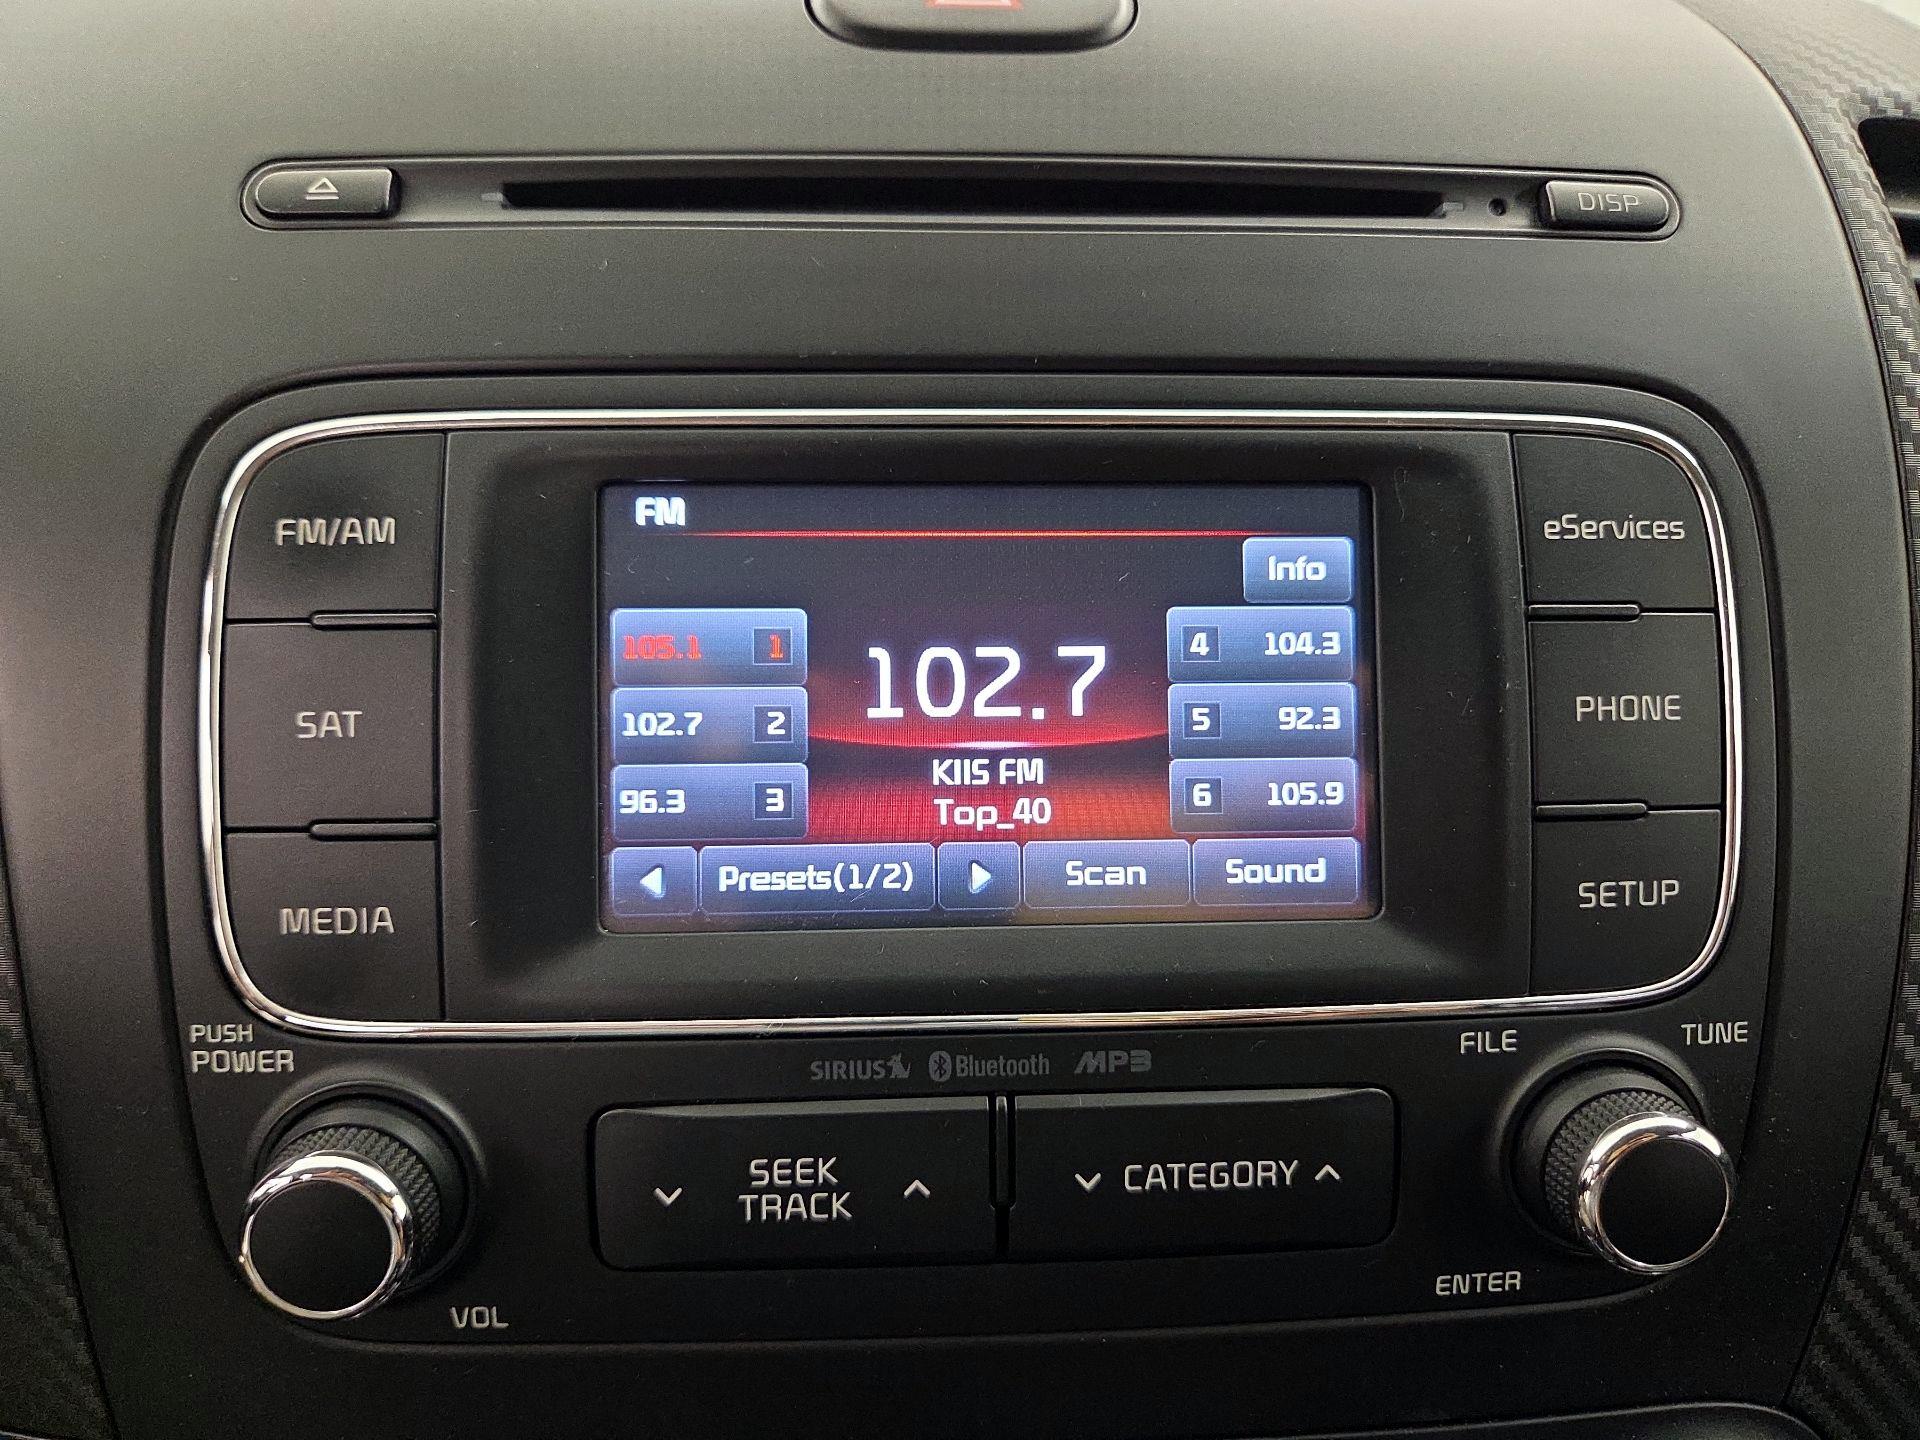 DISP
FM/AM
SAT
MEDIA
FM
Info
105.1 1
102.7 2
96.3 3
102.7
KIIS FM
Top_40
4 104.3
5 92.3
6 105.9
Presets(1/2)
Scan
Sound
eServices
PHONE
SETUP
PUSH
POWER
VOL
SIRIUS Bluetooth MP3
SEEK
TRACK
CATEGORY
FILE
TUNE
ENTER